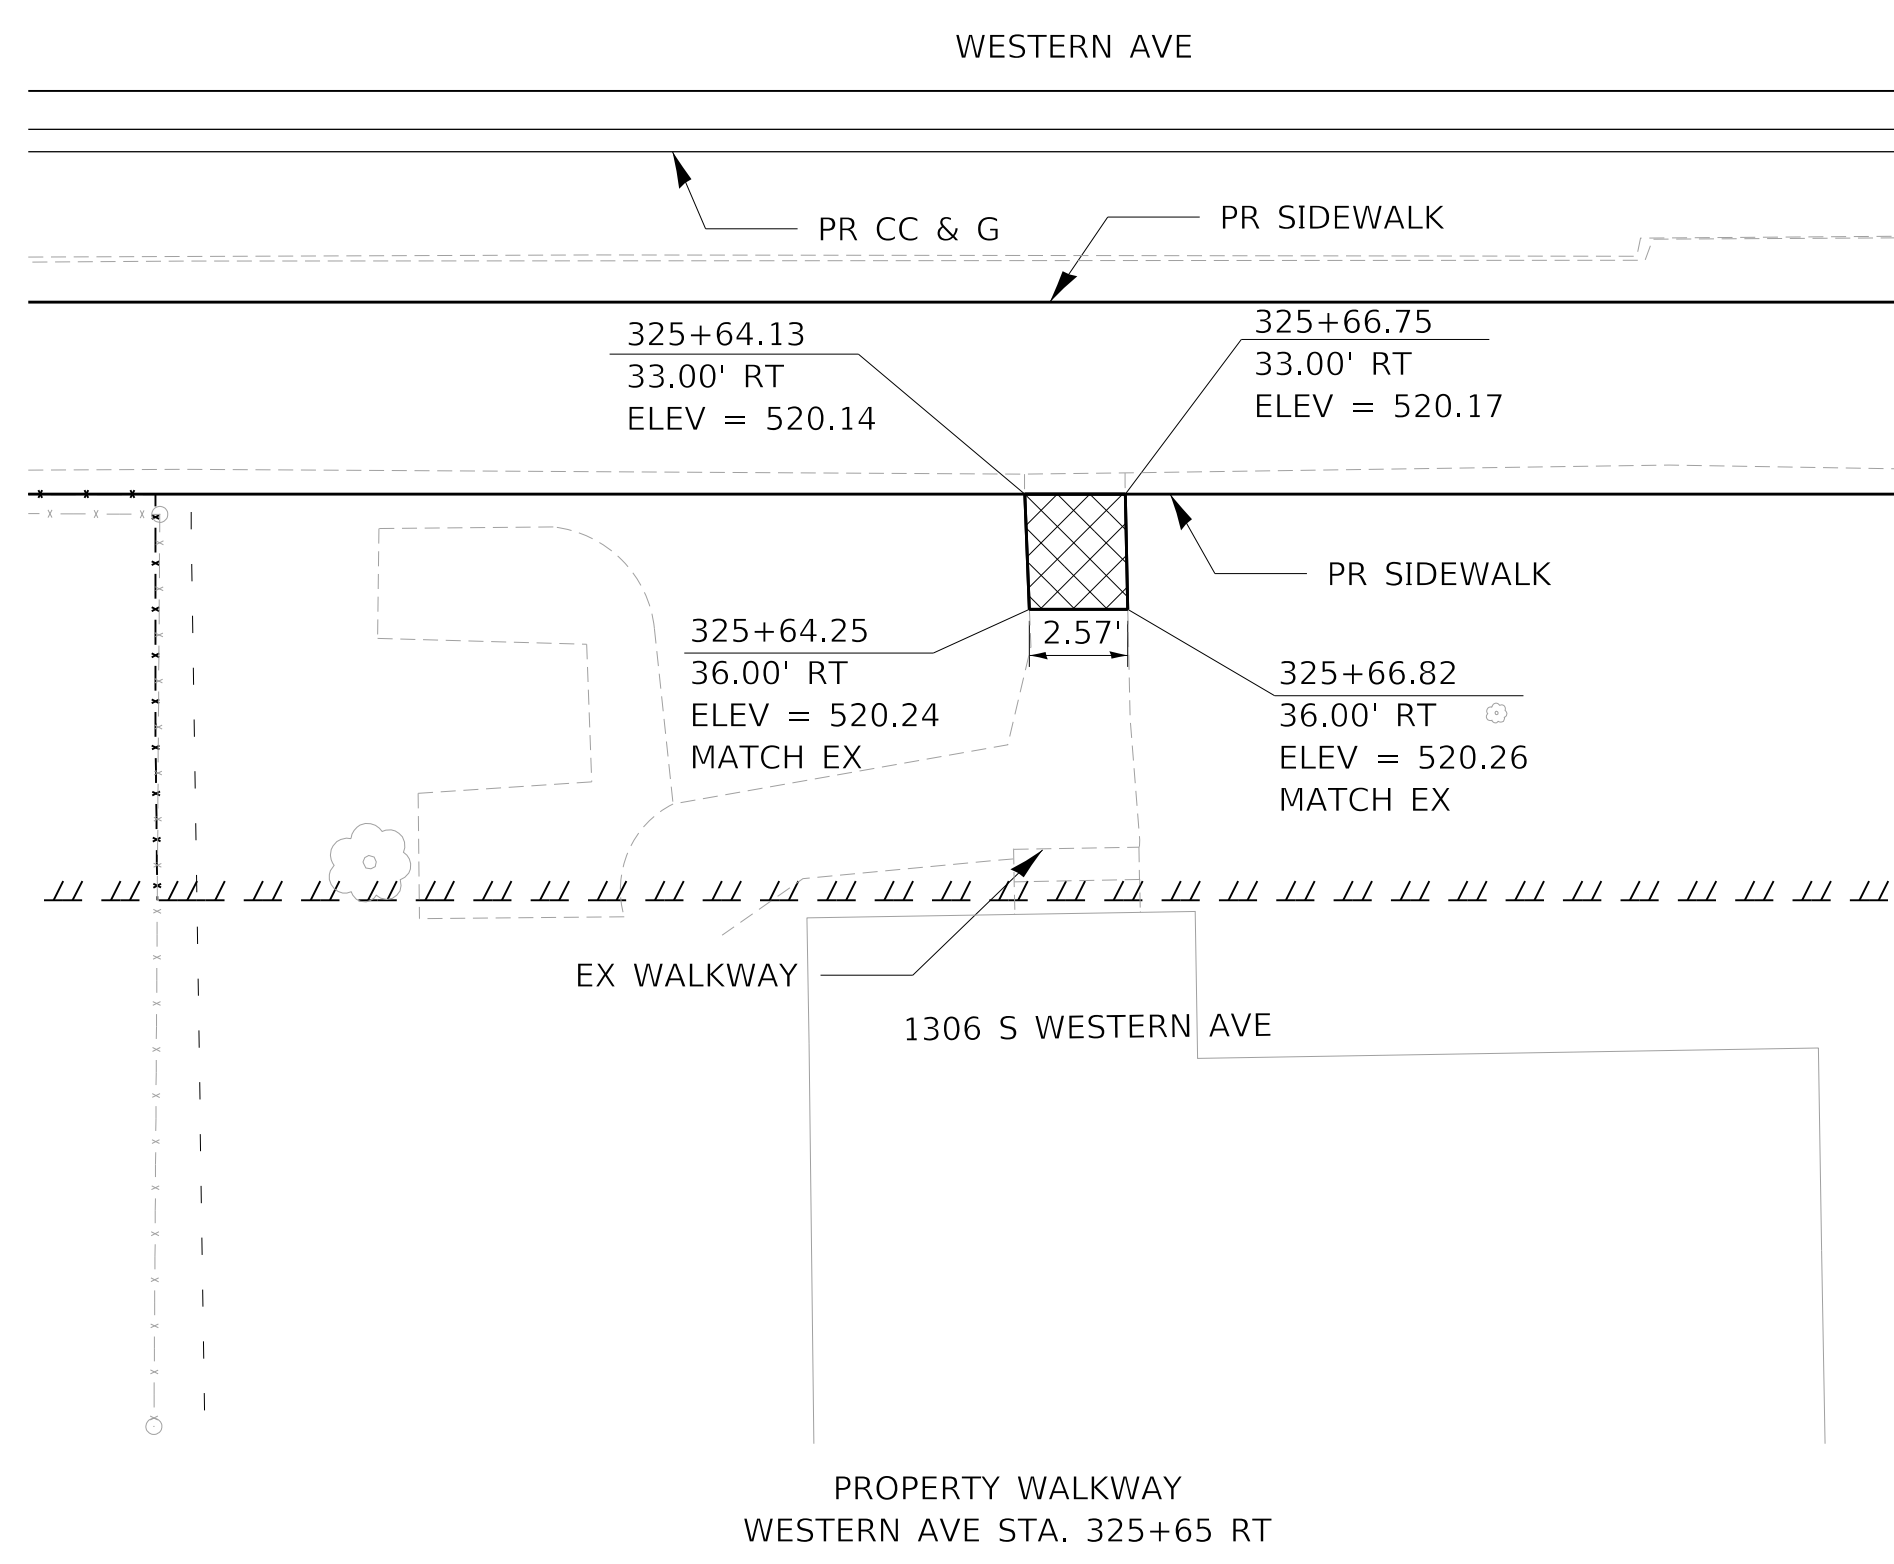 WESTERN AVE
PR CC & G
PR SIDEWALK
325+64.13
33.00' RT
ELEV = 520.14
325+66.75
33.00' RT
ELEV = 520.17
PR SIDEWALK
325+64.25
36.00' RT
ELEV = 520.24
MATCH EX
2.57'
325+66.82
36.00' RT
ELEV = 520.26
MATCH EX
EX WALKWAY
1306 S WESTERN AVE
PROPERTY WALKWAY
WESTERN AVE STA. 325+65 RT